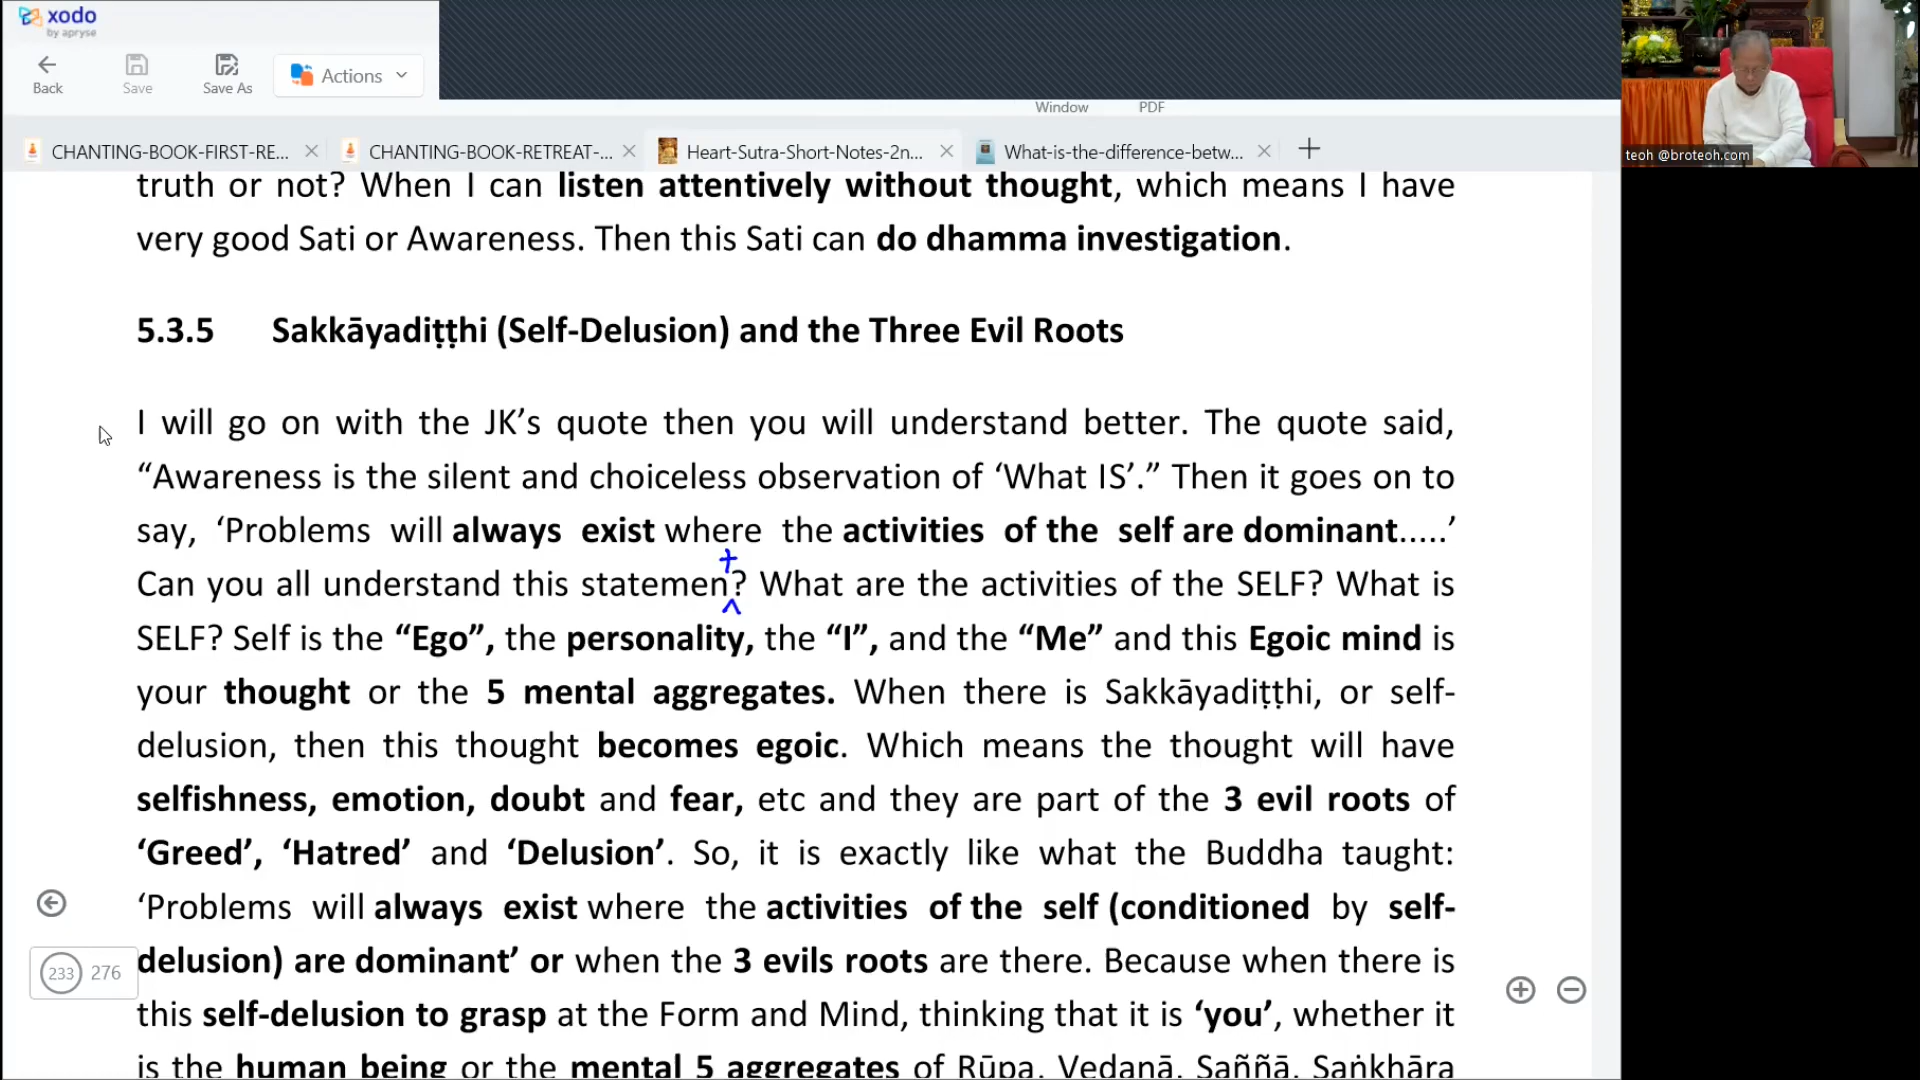 xodo
by apryse
Back
Save
Save As
Actions
Window
PDF
CHANTING-BOOK-FIRST-RE...
CHANTING-BOOK-RETREAT-...
Heart-Sutra-Short-Notes-2n...
What-is-the-difference-betw...
teoh @broteoh.com
truth or not? When I can listen attentively without thought, which means I have
very good Sati or Awareness. Then this Sati can do dhamma investigation.
5.3.5 Sakkāyadiṭṭhi (Self-Delusion) and the Three Evil Roots
I will go on with the JK’s quote then you will understand better. The quote said,
“Awareness is the silent and choiceless observation of ‘What IS’.” Then it goes on to
say, ‘Problems will always exist where the activities of the self are dominant.....’
t
Can you all understand this statemen? What are the activities of the SELF? What is
^
SELF? Self is the “Ego”, the personality, the “I”, and the “Me” and this Egoic mind is
your thought or the 5 mental aggregates. When there is Sakkāyadiṭṭhi, or self-
delusion, then this thought becomes egoic. Which means the thought will have
selfishness, emotion, doubt and fear, etc and they are part of the 3 evil roots of
‘Greed’, ‘Hatred’ and ‘Delusion’. So, it is exactly like what the Buddha taught:
‘Problems will always exist where the activities of the self (conditioned by self-
delusion) are dominant’ or when the 3 evils roots are there. Because when there is
this self-delusion to grasp at the Form and Mind, thinking that it is ‘you’, whether it
is the human being or the mental 5 aggregates of Rūpa, Vedanā, Saññā, Saṅkhāra
233 276